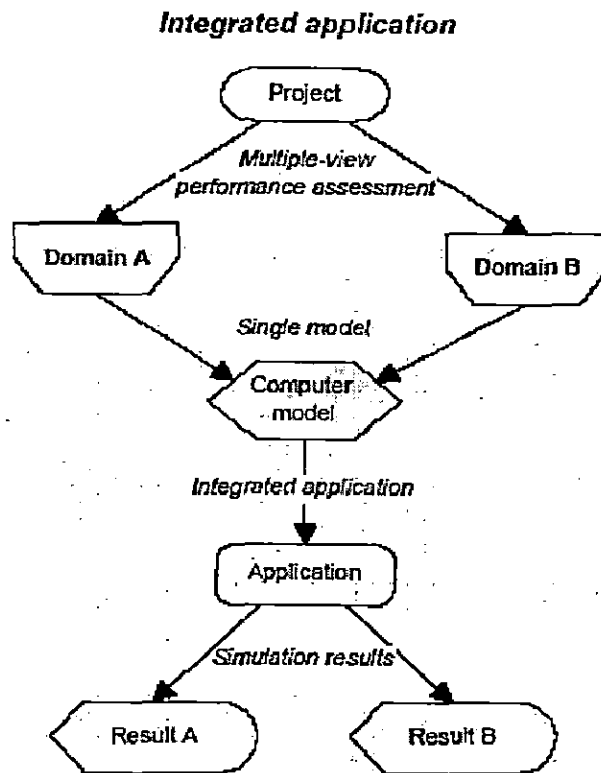 Integrated application
Project
Multiple-view
performance assessment
Domain A
Domain B
Single model
Computer
model
Integrated application
Application
Simulation results
Result A
Result B